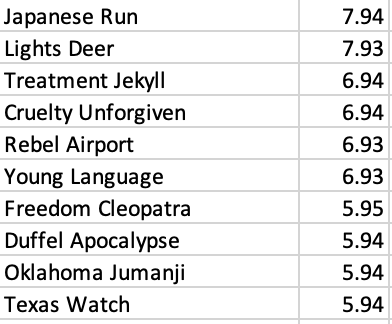 Japanese Run 7.94
Lights Deer 7.93
Treatment Jekyll 6.94
Cruelty Unforgiven 6.94
Rebel Airport 6.93
Young Language 6.93
Freedom Cleopatra 5.95
Duffel Apocalypse 5.94
Oklahoma Jumanji 5.94
Texas Watch 5.94